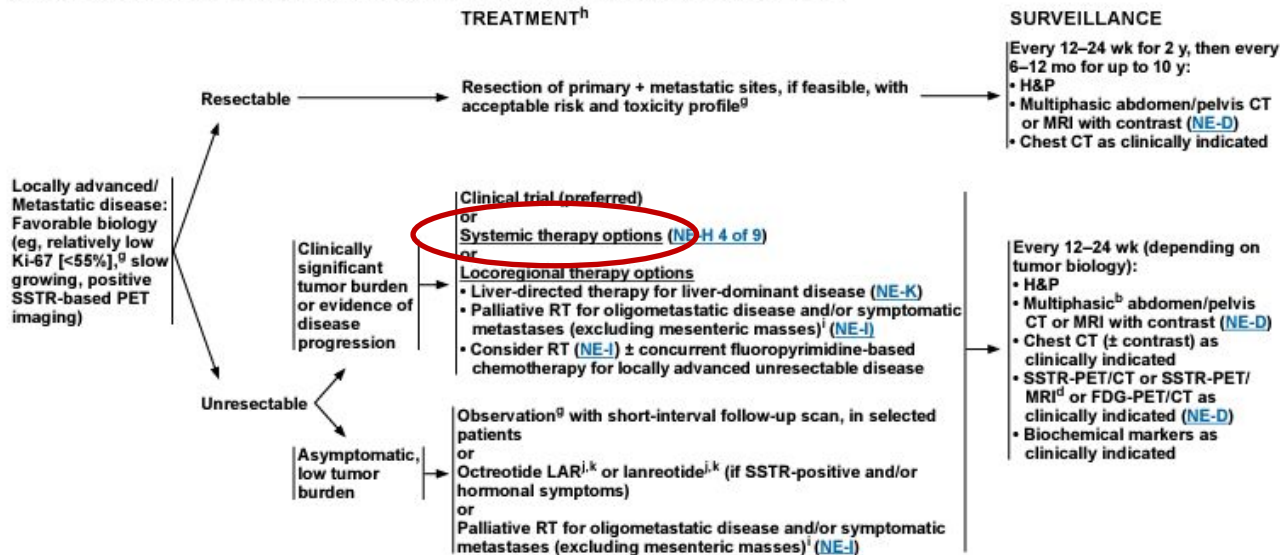 TREATMENTʰ
SURVEILLANCE
Locally advanced/
Metastatic disease:
Favorable biology
(eg, relatively low
Ki-67 [<55%],ᵍ slow
growing, positive
SSTR-based PET
imaging)
Resectable
Resection of primary + metastatic sites, if feasible, with
acceptable risk and toxicity profileᵍ
Every 12–24 wk for 2 y, then every
6–12 mo for up to 10 y:
• H&P
• Multiphasic abdomen/pelvis CT
or MRI with contrast (NE-D)
• Chest CT as clinically indicated
Unresectable
Clinically
significant
tumor burden
or evidence of
disease
progression
Clinical trial (preferred)
or
Systemic therapy options (NE-H 4 of 9)
or
Locoregional therapy options
• Liver-directed therapy for liver-dominant disease (NE-K)
• Palliative RT for oligometastatic disease and/or symptomatic
metastases (excluding mesenteric masses)ⁱ (NE-I)
• Consider RT (NE-I) ± concurrent fluoropyrimidine-based
chemotherapy for locally advanced unresectable disease
Asymptomatic,
low tumor
burden
Observationᵍ with short-interval follow-up scan, in selected
patients
or
Octreotide LARʲ,ᵏ or lanreotideʲ,ᵏ (if SSTR-positive and/or
hormonal symptoms)
or
Palliative RT for oligometastatic disease and/or symptomatic
metastases (excluding mesenteric masses)ⁱ (NE-I)
Every 12–24 wk (depending on
tumor biology):
• H&P
• Multiphasicᵇ abdomen/pelvis
CT or MRI with contrast (NE-D)
• Chest CT (± contrast) as
clinically indicated
• SSTR-PET/CT or SSTR-PET/
MRIᵈ or FDG-PET/CT as
clinically indicated (NE-D)
• Biochemical markers as
clinically indicated